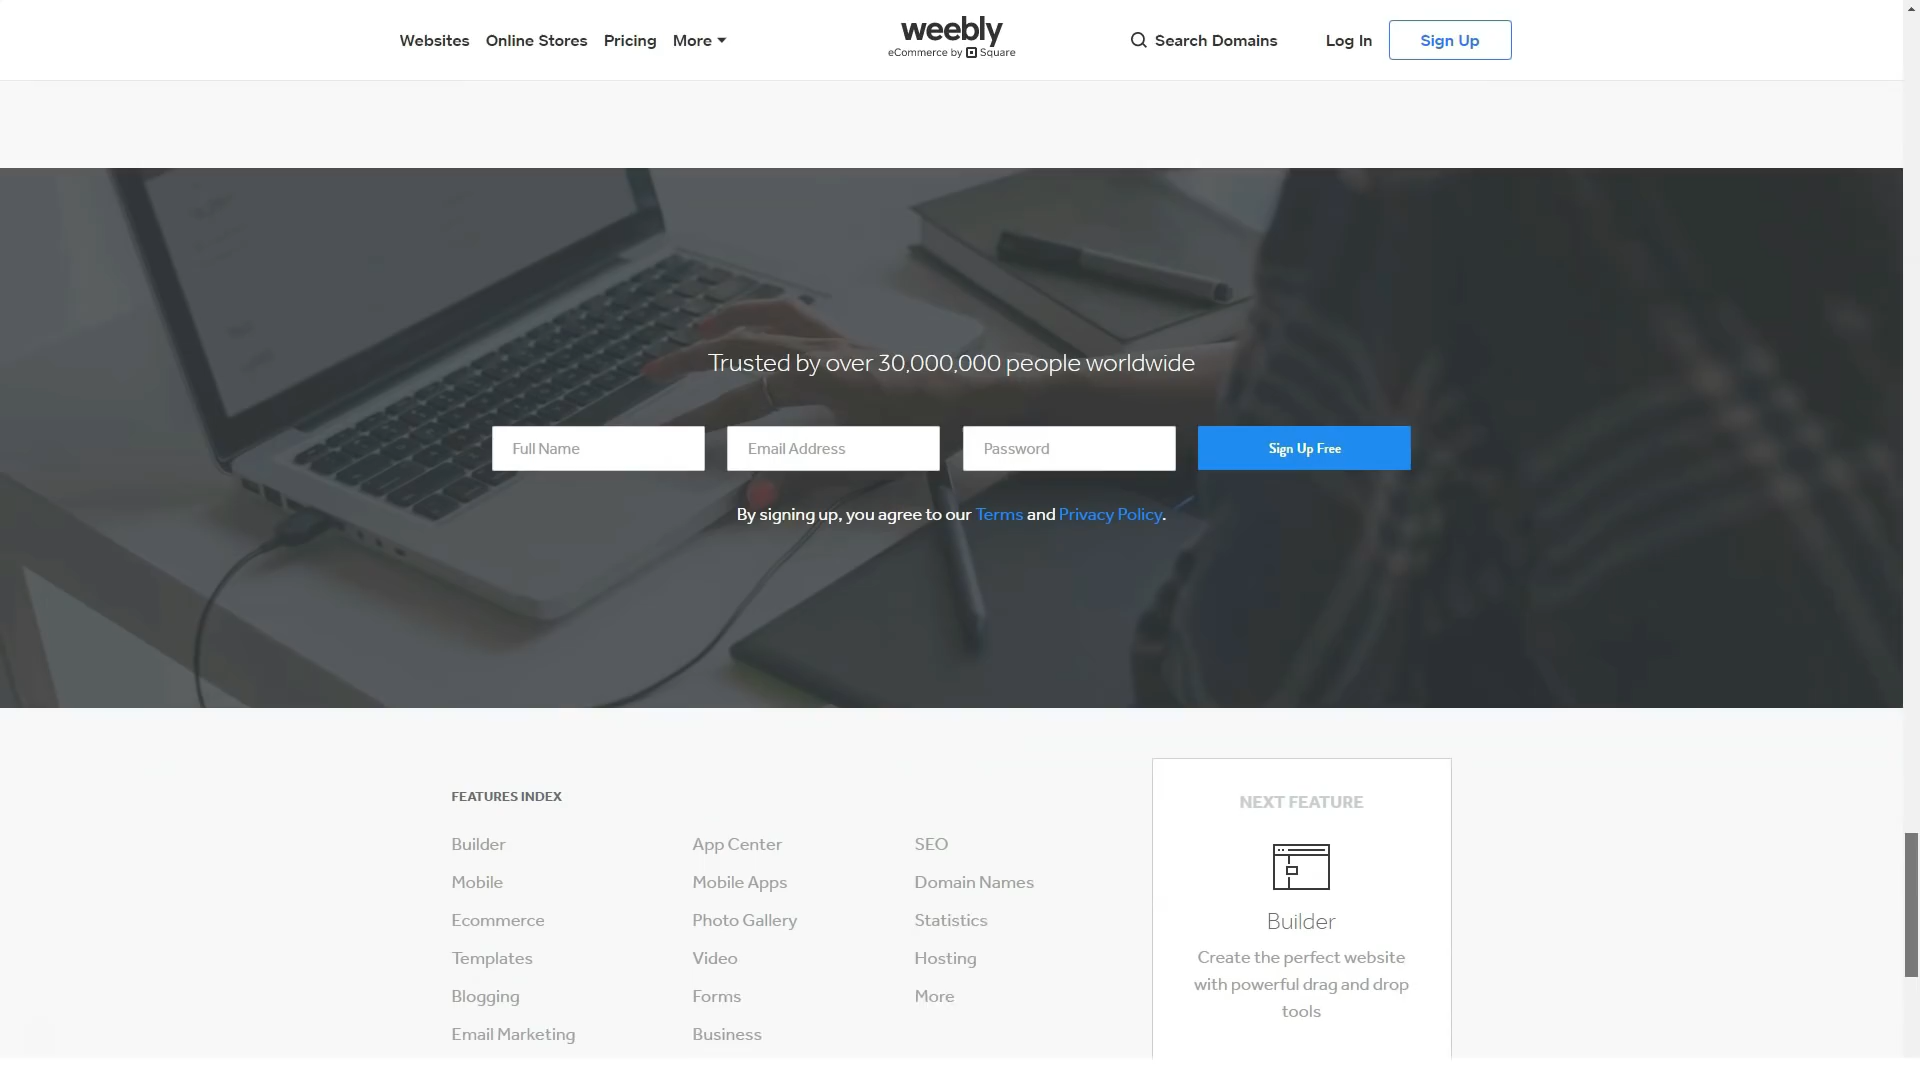 Websites Online Stores Pricing More weebly Search Domains Log In Sign Up
eCommerce by Square
Trusted by over 30,000,000 people worldwide
Full Name Email Address Password Sign Up Free
By signing up, you agree to our Terms and Privacy Policy.
FEATURES INDEX
Builder App Center SEO
Mobile Mobile Apps Domain Names
Ecommerce Photo Gallery Statistics
Templates Video Hosting
Blogging Forms More
Email Marketing Business
NEXT FEATURE
Builder
Create the perfect website
with powerful drag and drop
tools